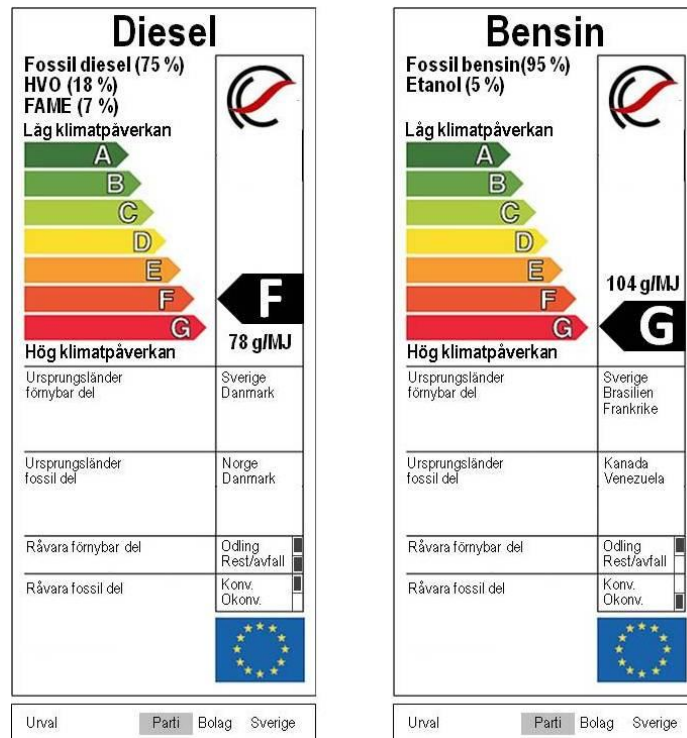 Diesel
Fossil diesel (75 %)
HVO (18 %)
FAME (7 %)
Låg klimatpåverkan
A
B
C
D
E
F
G
F
78 g/MJ
Hög klimatpåverkan
Ursprungsländer
förnybar del
Sverige
Danmark
Ursprungsländer
fossil del
Norge
Danmark
Råvara förnybar del
Odling
Rest/avfall
Råvara fossil del
Konv.
Okonv.
Urval Parti Bolag Sverige
Bensin
Fossil bensin(95 %)
Etanol (5 %)
Låg klimatpåverkan
A
B
C
D
E
F
G
104 g/MJ
G
Hög klimatpåverkan
Ursprungsländer
förnybar del
Sverige
Brasilien
Frankrike
Ursprungsländer
fossil del
Kanada
Venezuela
Råvara förnybar del
Odling
Rest/avfall
Råvara fossil del
Konv.
Okonv.
Urval Parti Bolag Sverige